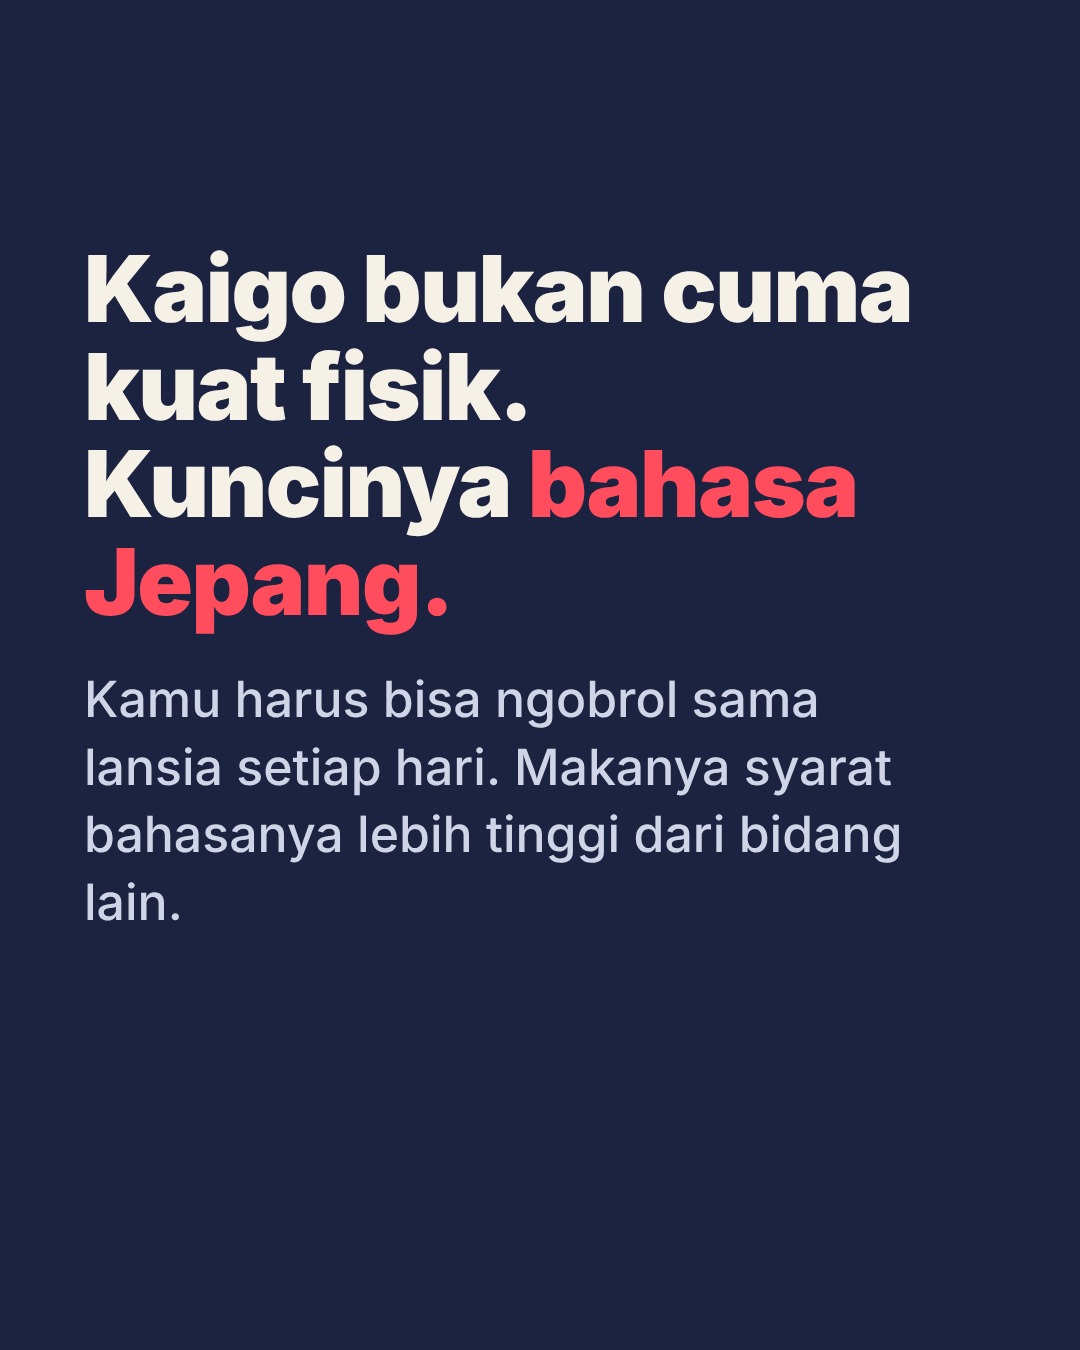 Kaigo bukan cuma
kuat fisik.
Kuncinya bahasa
Jepang.
Kamu harus bisa ngobrol sama
lansia setiap hari. Makanya syarat
bahasanya lebih tinggi dari bidang
lain.